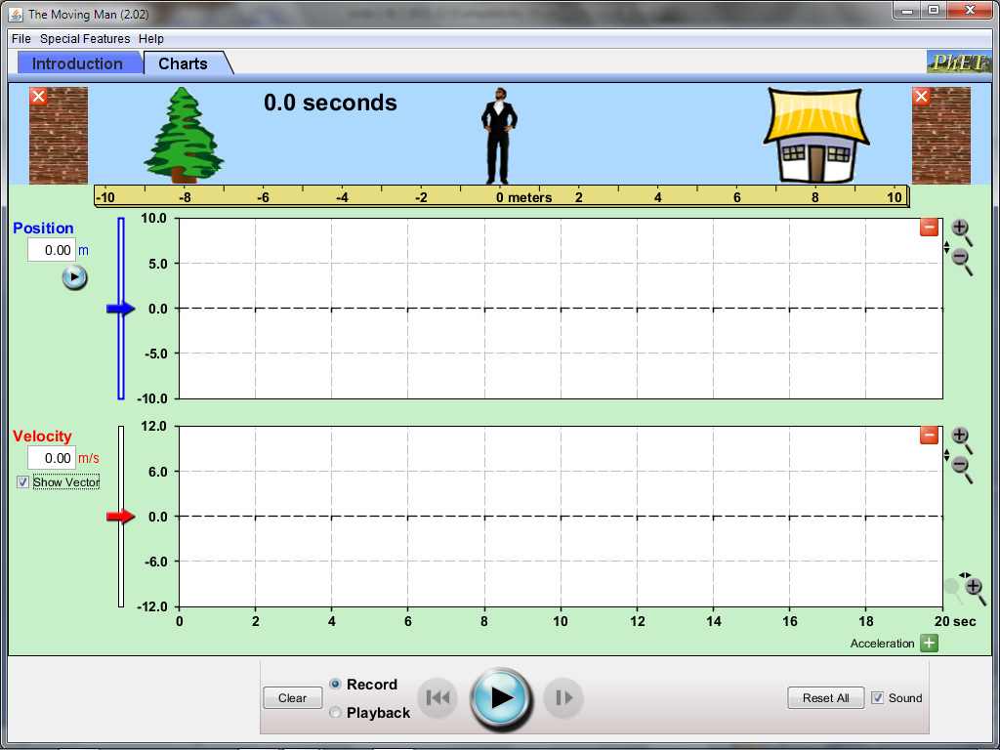 The Moving Man (2.02)
File Special Features Help
Introduction Charts PhET
0.0 seconds
-10 -8 -6 -4 -2 0 meters 2 4 6 8 10
Position
0.00 m
10.0
5.0
0.0
-5.0
-10.0
Velocity
0.00 m/s
Show Vector
12.0
6.0
0.0
-6.0
-12.0
0 2 4 6 8 10 12 14 16 18 20 sec
Acceleration
Clear
Record
Playback
Reset All
Sound